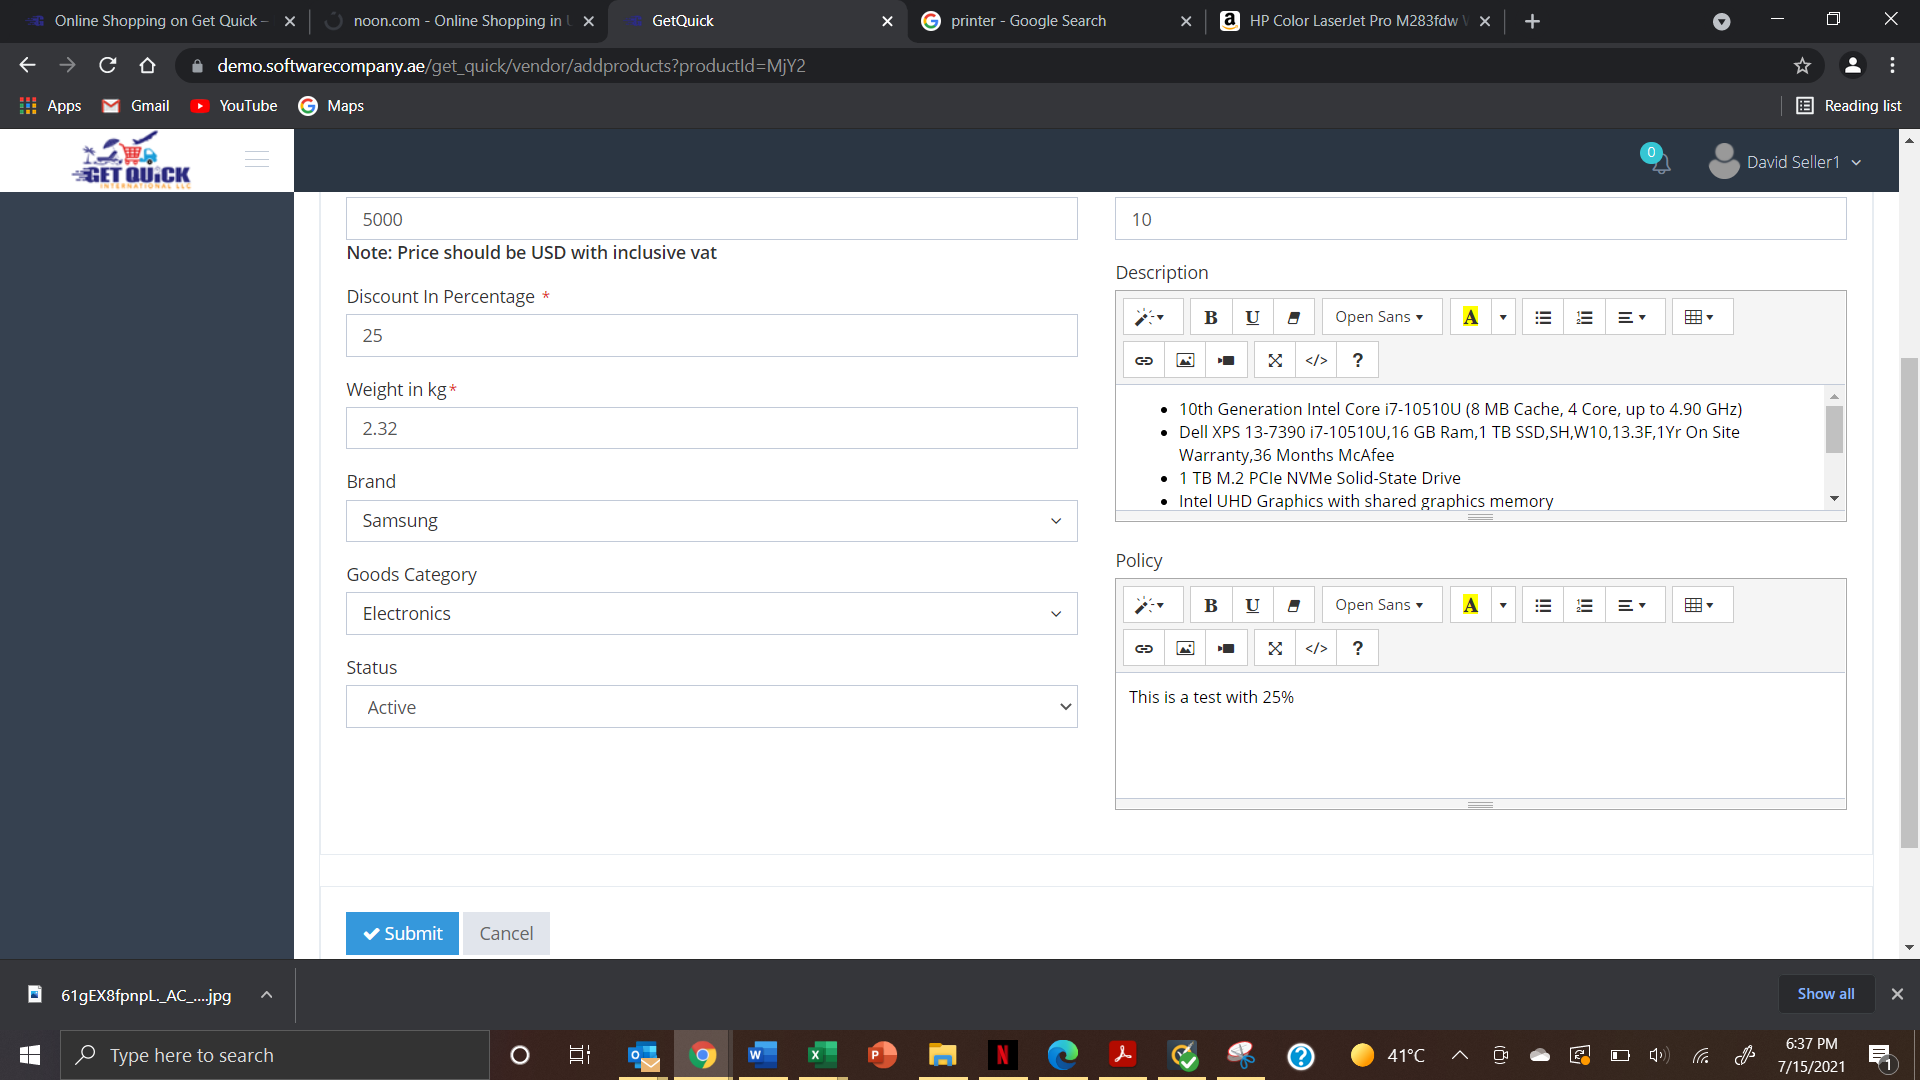 Online Shopping on Get Quick –
noon.com - Online Shopping in
GetQuick
printer - Google Search
HP Color LaserJet Pro M283fdw
demo.softwarecompany.ae/get_quick/vendor/addproducts?productId=MjY2
Apps
Gmail
YouTube
Maps
Reading list
GET QUiCK
INTERNATIONAL LLC
0
David Seller1
5000
Note: Price should be USD with inclusive vat
Discount In Percentage *
25
Weight in kg*
2.32
Brand
Samsung
Goods Category
Electronics
Status
Active
10
Description
B U Open Sans A
</> ?
10th Generation Intel Core i7-10510U (8 MB Cache, 4 Core, up to 4.90 GHz)
Dell XPS 13-7390 i7-10510U,16 GB Ram,1 TB SSD,SH,W10,13.3F,1Yr On Site
Warranty,36 Months McAfee
1 TB M.2 PCIe NVMe Solid-State Drive
Intel UHD Graphics with shared graphics memory
Policy
B U Open Sans A
</> ?
This is a test with 25%
Submit
Cancel
61gEX8fpnpL._AC_....jpg
Show all
Type here to search
41°C
6:37 PM
7/15/2021
1